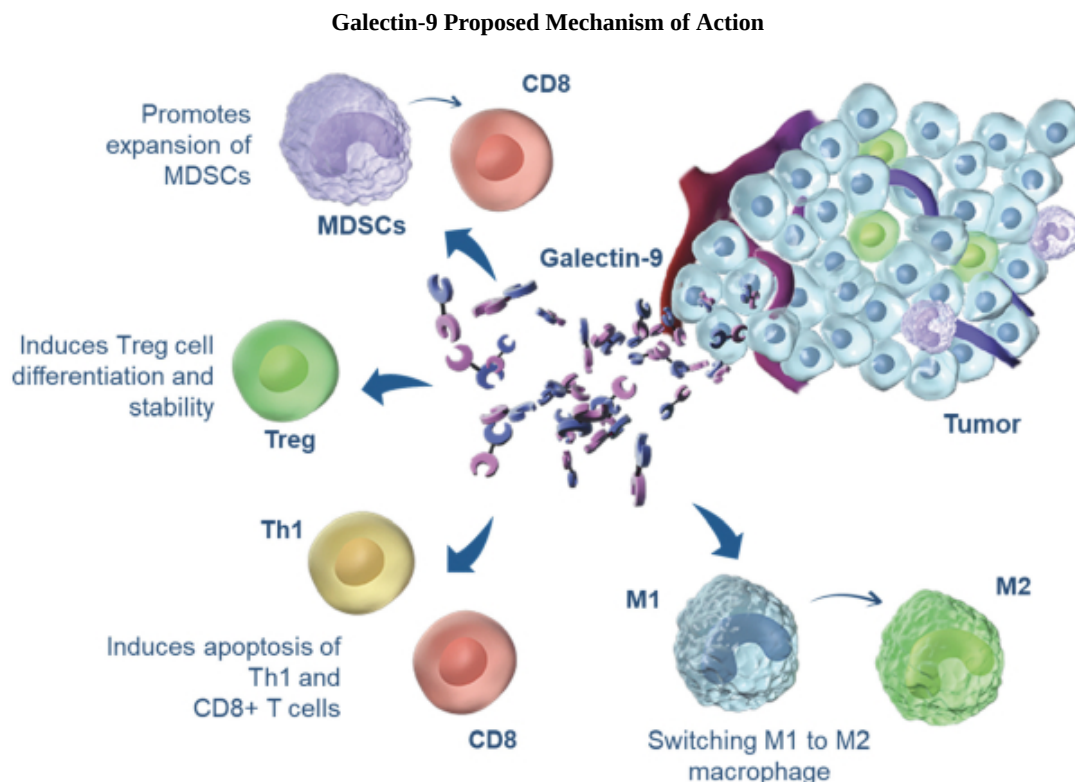 Galectin-9 Proposed Mechanism of Action
CD8
Promotes
expansion of
MDSCs
MDSCs
Galectin-9
Induces Treg cell
differentiation and
stability
Treg
Tumor
Th1
M1
M2
Induces apoptosis of
Th1 and
CD8+ T cells
CD8
Switching M1 to M2
macrophage